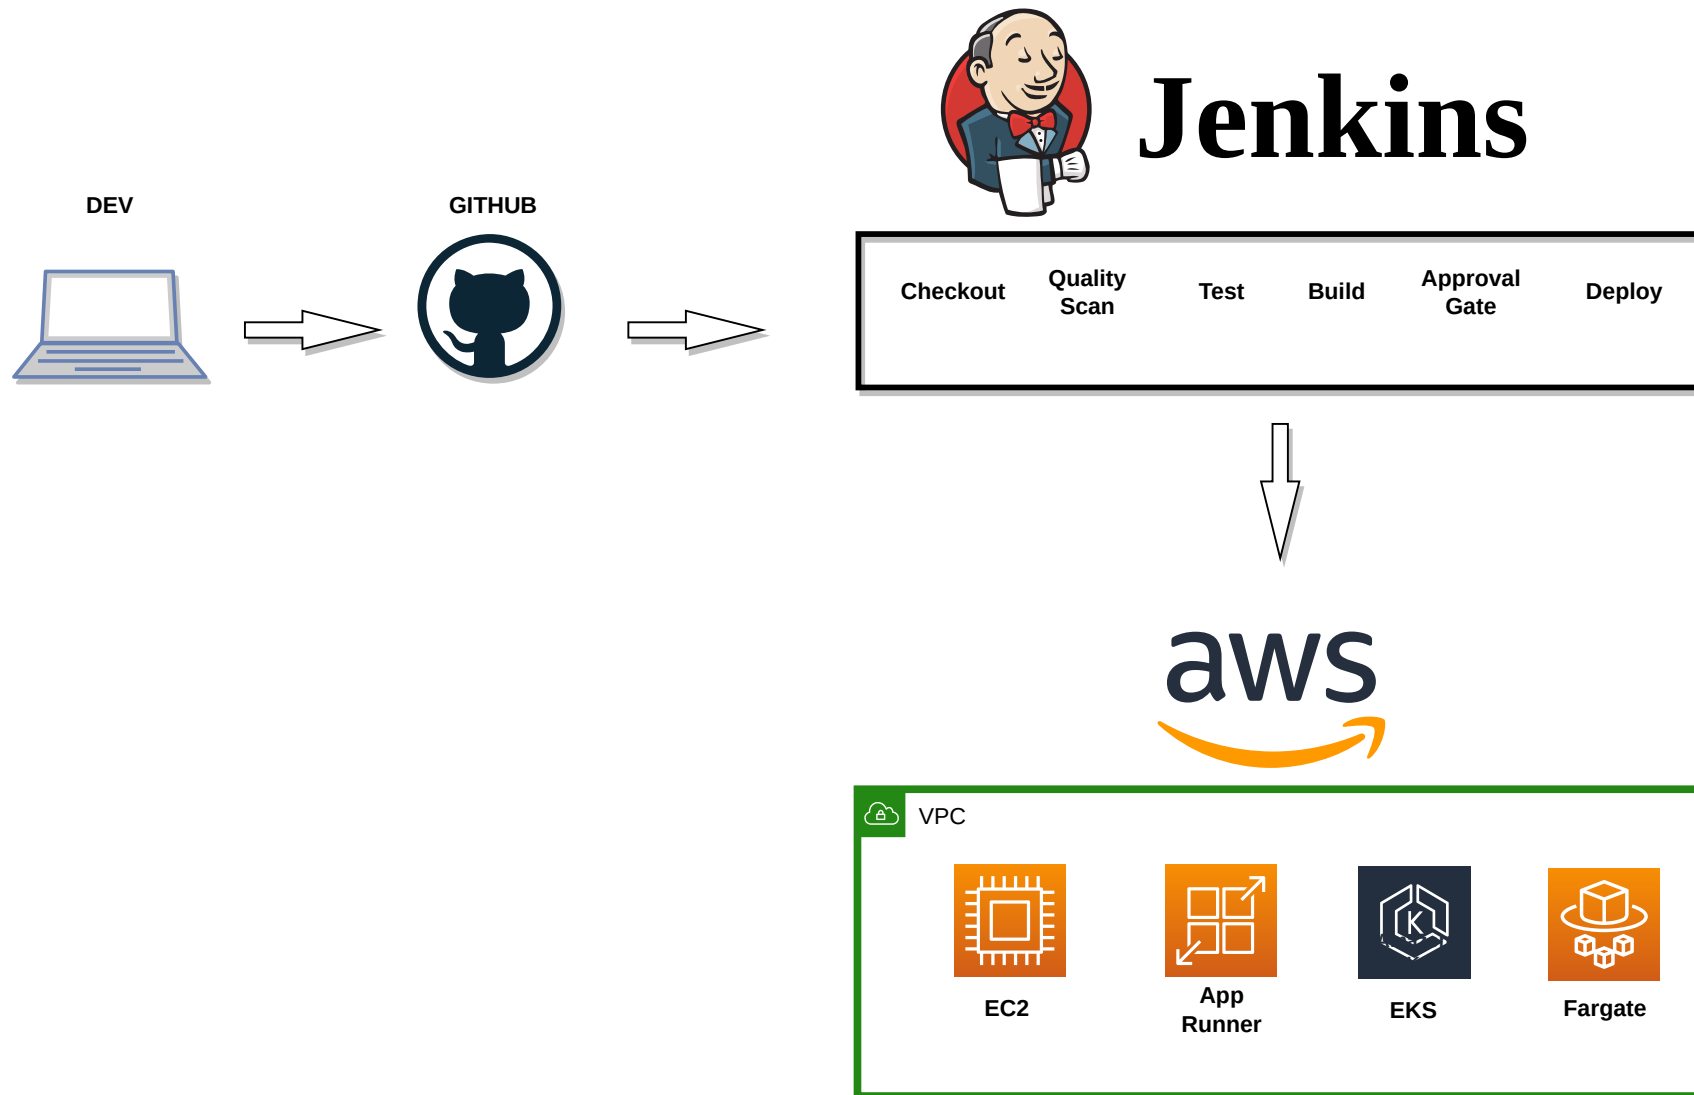 Jenkins
DEV
GITHUB
Checkout
Quality
Scan
Test
Build
Approval
Gate
Deploy
aws
VPC
K
EC2
App
Runner
EKS
Fargate